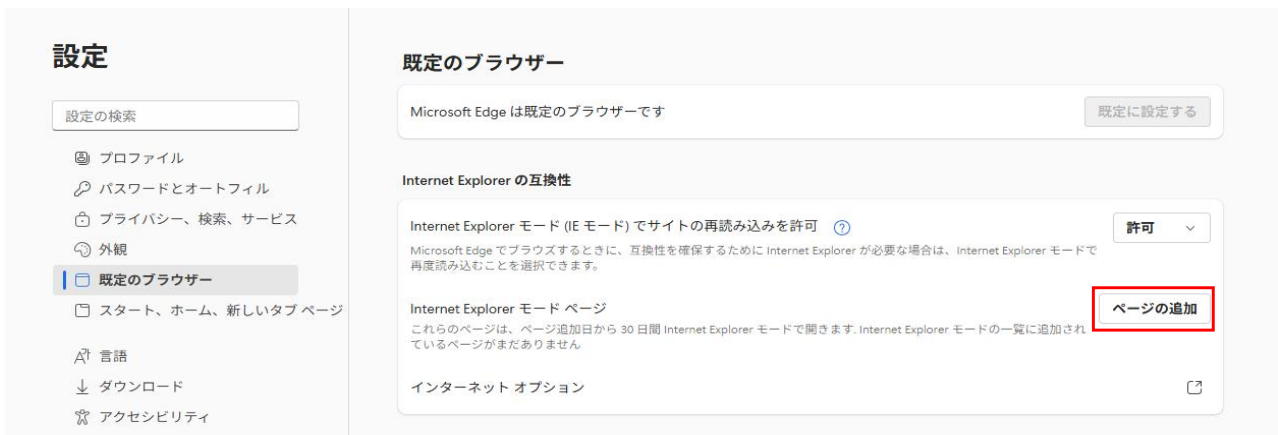 設定
設定の検索
プロファイル
パスワードとオートフィル
プライバシー、検索、サービス
外観
既定のブラウザー
スタート、ホーム、新しいタブ ページ
言語
ダウンロード
アクセシビリティ
既定のブラウザー
Microsoft Edge は既定のブラウザーです
既定に設定する
Internet Explorer の互換性
Internet Explorer モード (IE モード) でサイトの再読み込みを許可
許可
Microsoft Edge でブラウズするときに、互換性を確保するために Internet Explorer が必要な場合は、Internet Explorer モードで
再度読み込むことを選択できます。
Internet Explorer モード ページ
ページの追加
これらのページは、ページ追加日から 30 日間 Internet Explorer モードで開きます. Internet Explorer モードの一覧に追加され
ているページがまだありません
インターネット オプション